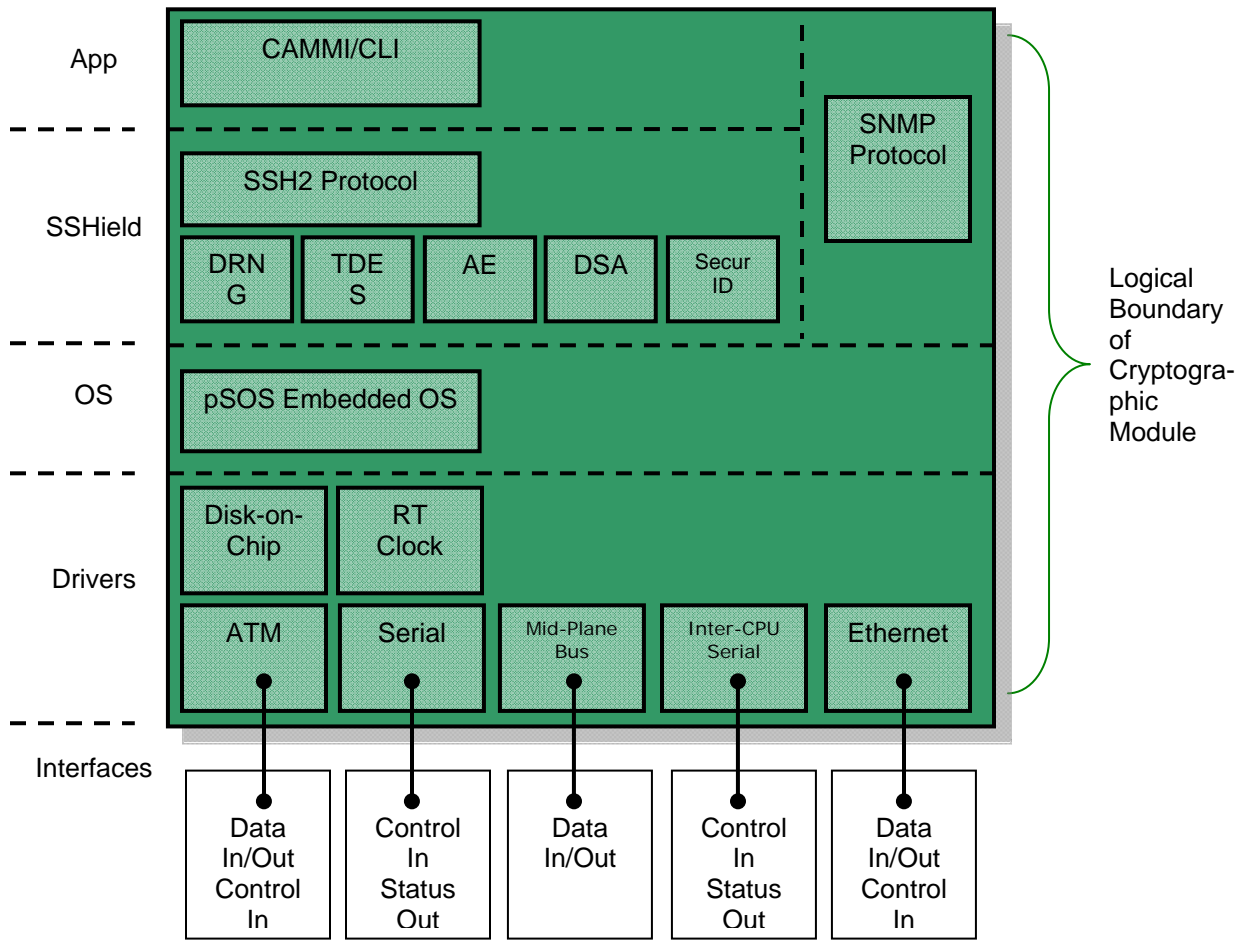 App
CAMMI/CLI
SNMP
Protocol
SSHield
SSH2 Protocol
DRN
G
TDE
S
AE
DSA
Secur
ID
Logical
Boundary
of
Cryptogra-
phic
Module
OS
pSOS Embedded OS
Drivers
Disk-on-
Chip
RT
Clock
ATM
Serial
Mid-Plane
Bus
Inter-CPU
Serial
Ethernet
Interfaces
Data
In/Out
Control
In
Control
In
Status
Out
Data
In/Out
Control
In
Status
Out
Data
In/Out
Control
In